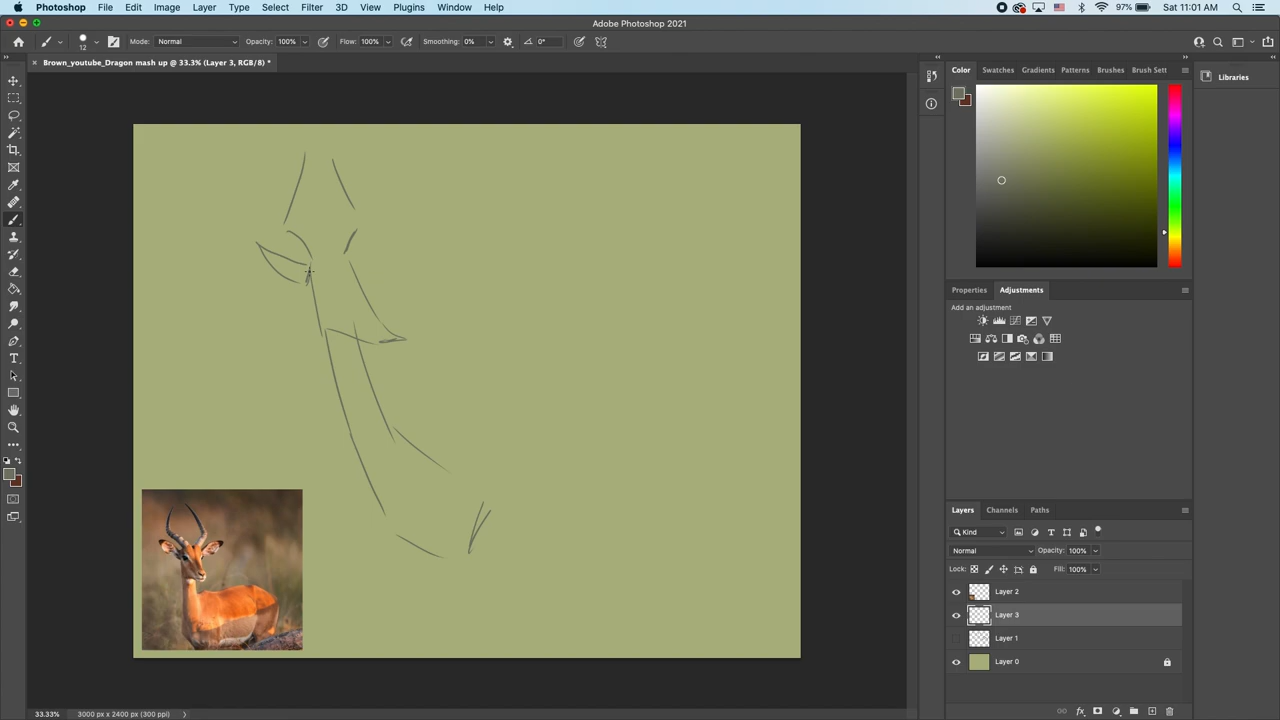 Photoshop File Edit Image Layer Type Select Filter 3D View Plugins Window Help 97% Sat 11:01 AM
Adobe Photoshop 2021
12 Mode: Normal Opacity: 100% Flow: 100% Smoothing: 0% 0°
Brown_youtube_Dragon mash up @ 33.3% (Layer 3, RGB/8) *
Color Swatches Gradients Patterns Brushes Brush Sett
Libraries
Properties Adjustments
Add an adjustment
Layers Channels Paths
Kind
Normal Opacity: 100%
Lock: Fill: 100%
Layer 2
Layer 3
Layer 1
Layer 0
33.33% 3000 px x 2400 px (300 ppi)